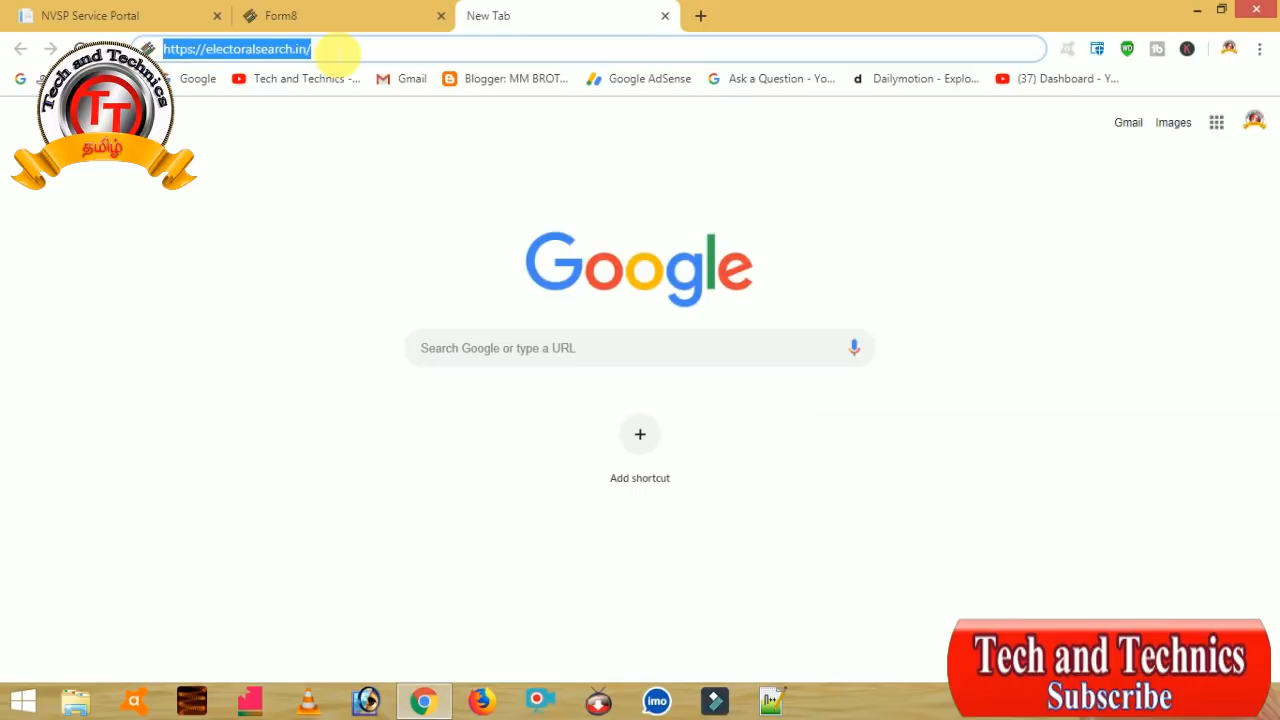 NVSP Service Portal
Form8
New Tab
https://electoralsearch.in/
Google
Tech and Technics -...
Gmail
Blogger: MM BROT...
Google AdSense
Ask a Question - Yo...
Dailymotion - Explo...
(37) Dashboard - Y...
Tech and Technics
TT
தமிழ்
Gmail
Images
Google
Search Google or type a URL
Add shortcut
Tech and Technics
Subscribe
imo